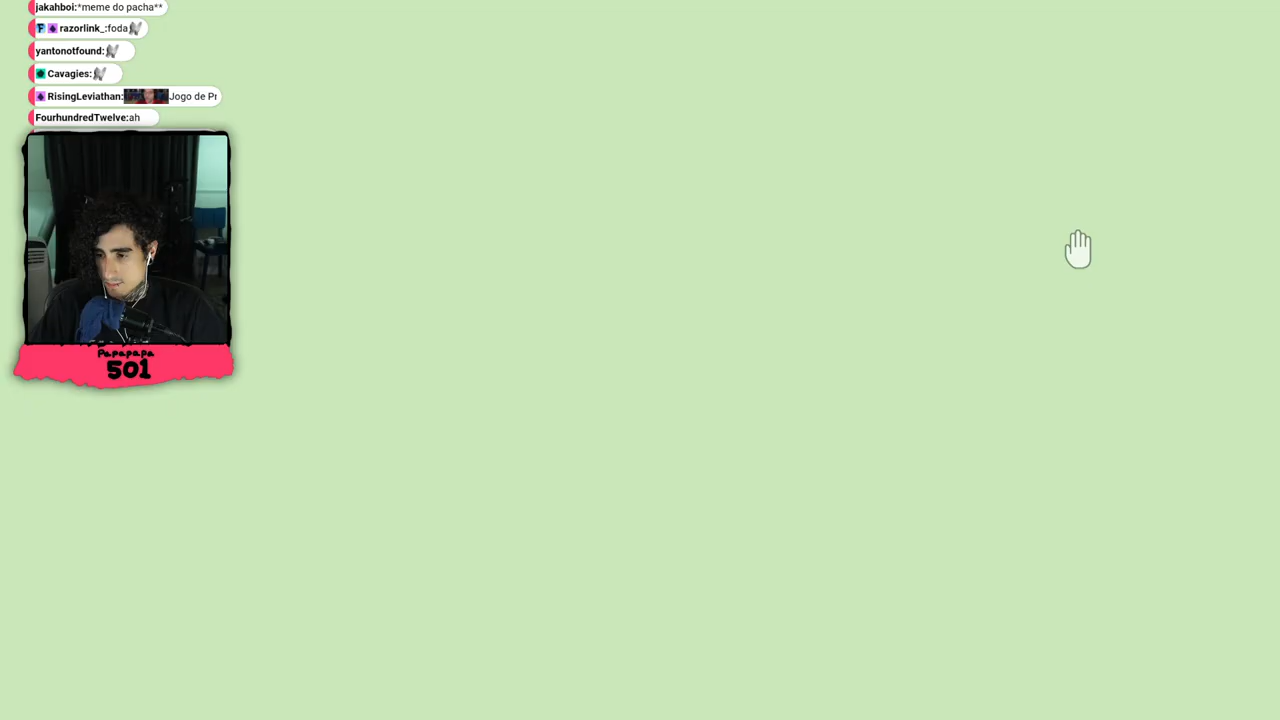 jakahboi:*meme do pacha**
razorlink_:foda
yantonotfound:
Cavagies:
RisingLeviathan:Jogo de Pr
FourhundredTwelve:ah
Papapapa
501